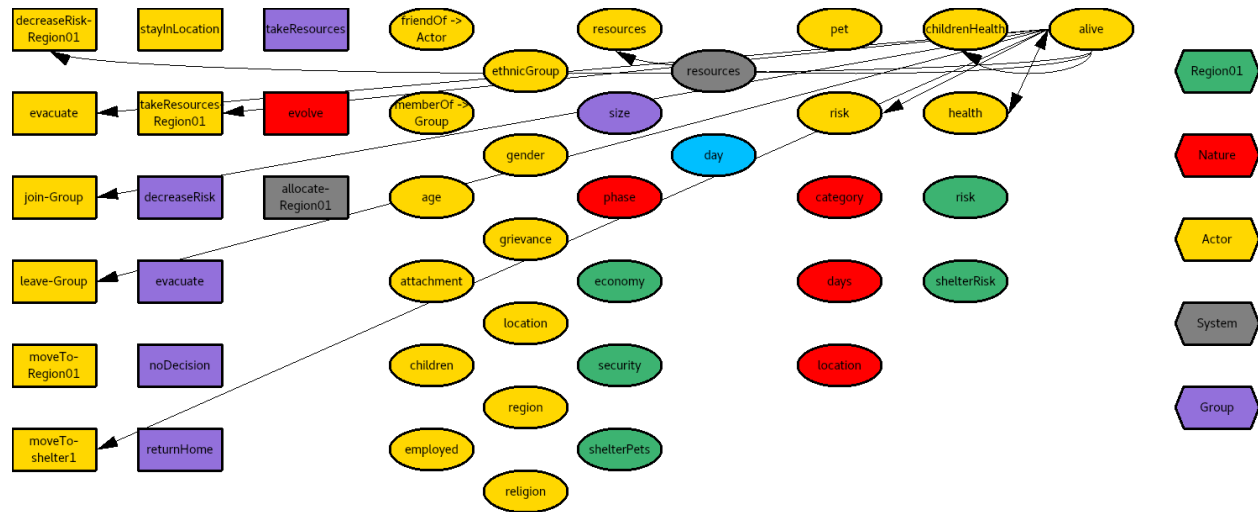 decreaseRisk-
Region01
stayInLocation
takeResources
friendOf ->
Actor
resources
pet
childrenHealth
alive
ethnicGroup
resources
Region01
evacuate
takeResources-
Region01
evolve
memberOf ->
Group
size
risk
health
gender
day
Nature
join-Group
decreaseRisk
allocate-
Region01
age
phase
category
risk
grievance
Actor
leave-Group
evacuate
attachment
economy
days
shelterRisk
location
System
moveTo-
Region01
noDecision
children
security
location
region
Group
moveTo-
shelter1
returnHome
employed
shelterPets
religion